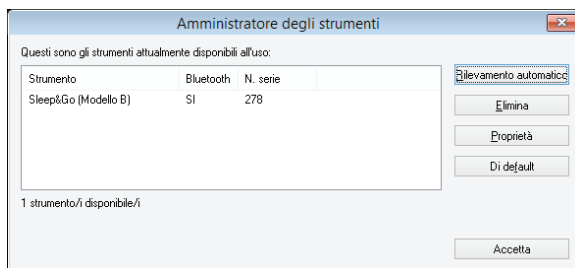 Amministratore degli strumenti
Questi sono gli strumenti attualmente disponibili all'uso:
Strumento Bluetooth N. serie
Sleep&Go (Modello B) SI 278
Rilevamento automatico
Elimina
Proprietà
Di default
1 strumento/i disponibile/i
Accetta